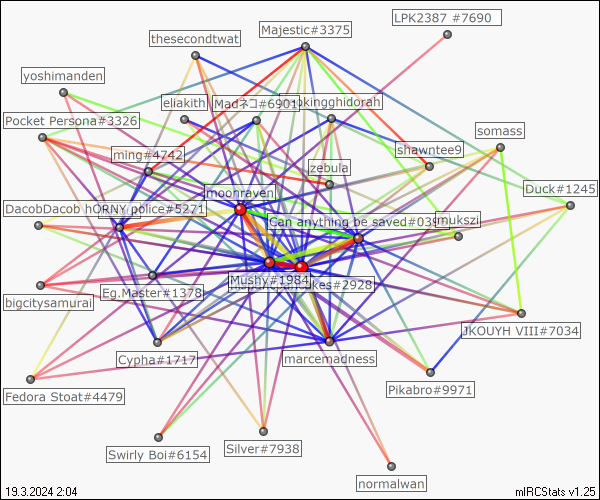 LPK2387 #7690
Majestic#3375
thesecondtwat
yoshimanden
eliakith
Madネコ#6901
okingghidorah
Pocket Persona#3326
somass
shawntee9
ming#4742
zebula
moonraven
Duck#1245
DacobDacob
hORNY police#5271
Can anything be saved#039
mukszi
Mushy#1984
cakes#2928
Eg.Master#1378
bigcitysamurai
JKOUYH VIII#7034
Cypha#1717
marcemadness
Pikabro#9971
Fedora Stoat#4479
Swirly Boi#6154
Silver#7938
normalwan
19.3.2024 2:04
mIRCStats v1.25